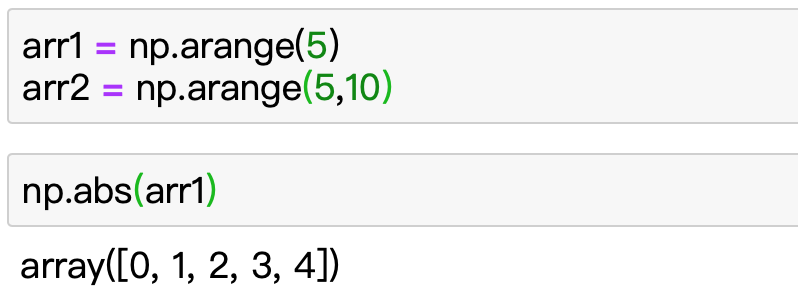 arr1 = np.arange(5)
arr2 = np.arange(5,10)
np.abs(arr1)
array([0, 1, 2, 3, 4])